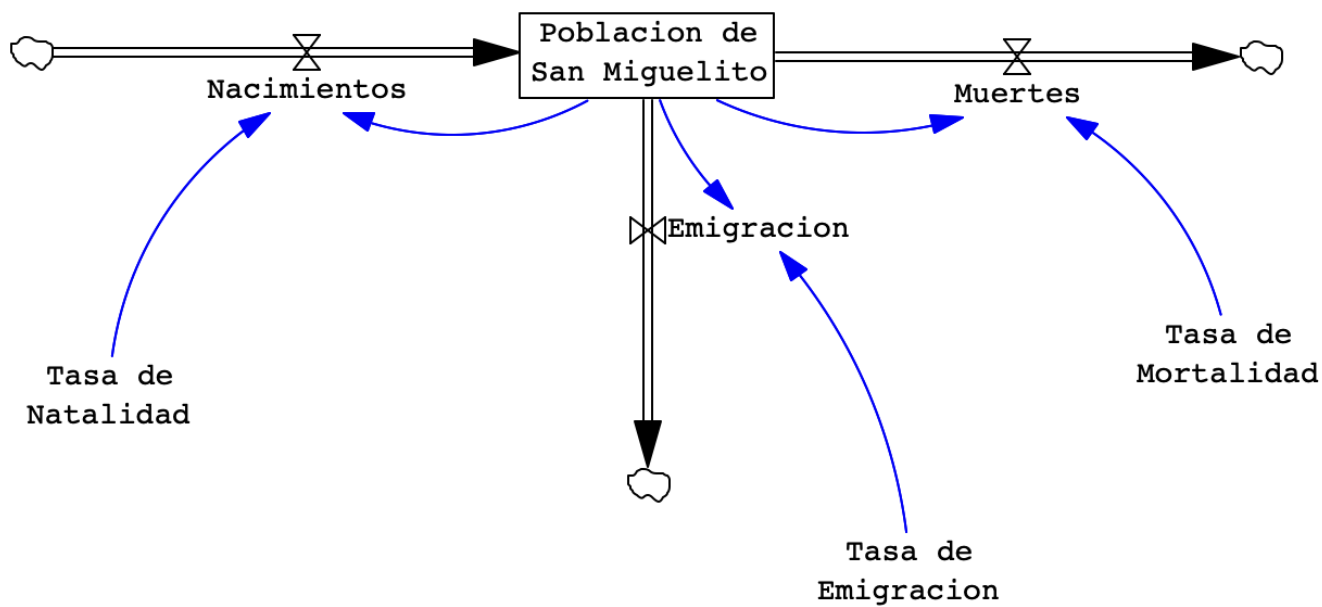 Poblacion de
San Miguelito
Nacimientos
Muertes
Emigracion
Tasa de
Natalidad
Tasa de
Mortalidad
Tasa de
Emigracion